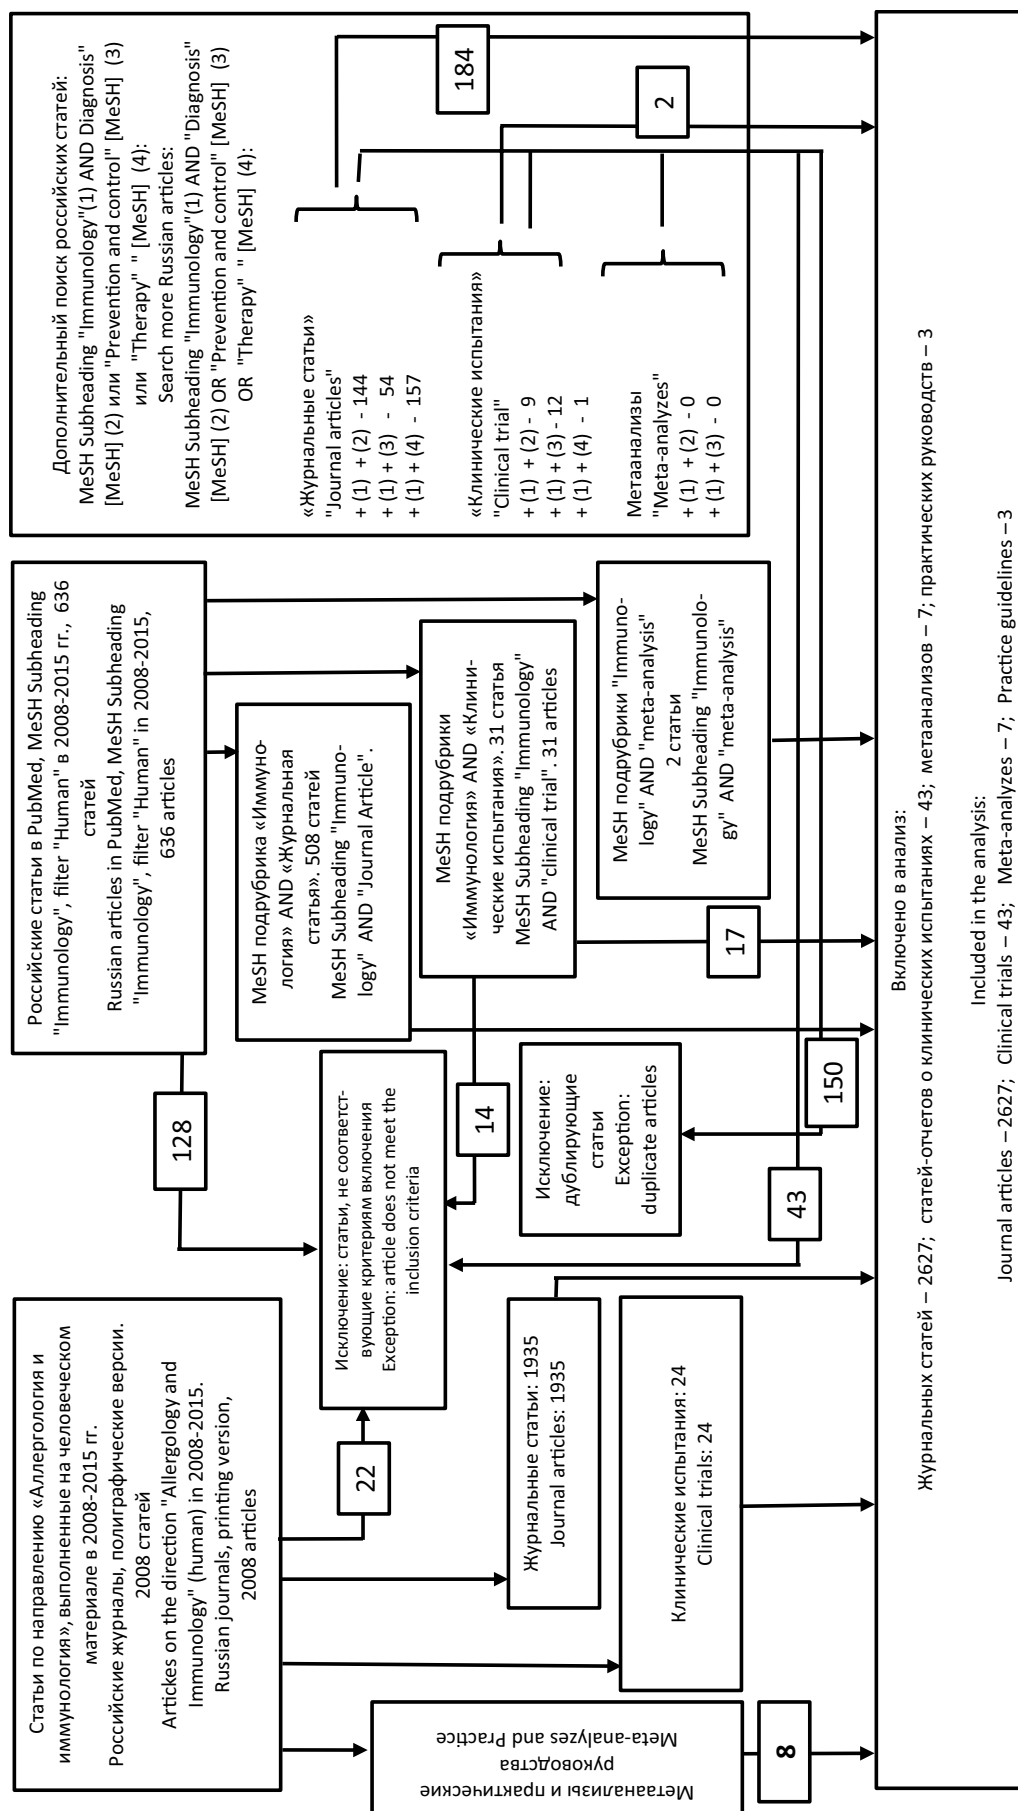 Статьи по направлению «Аллергология и
иммунология», выполненные на человеческом
материале в 2008-2015 гг.
Российские журналы, полиграфические версии.
2008 статей
Artickes on the direction "Allergology and
Immunology" (human) in 2008-2015.
Russian journals, printing version,
2008 articles
Российские статьи в PubMed, MeSH Subheading
"Immunology", filter "Human" в 2008-2015 гг., 636
статей
Russian articles in PubMed, MeSH Subheading
"Immunology", filter "Human" in 2008-2015,
636 articles
Дополнительный поиск российских статей:
MeSH Subheading "Immunology"(1) AND Diagnosis"
[MeSH] (2) или "Prevention and control" [MeSH] (3)
или "Therapy" " [MeSH] (4):
Search more Russian articles:
MeSH Subheading "Immunology"(1) AND "Diagnosis"
[MeSH] (2) OR "Prevention and control" [MeSH] (3)
OR "Therapy" " [MeSH] (4):
«Журнальные статьи»
"Journal articles"
+ (1) + (2) - 144
+ (1) + (3) - 54
+ (1) + (4) - 157
«Клинические испытания»
"Clinical trial"
+ (1) + (2) - 9
+ (1) + (3) - 12
+ (1) + (4) - 1
Метаанализы
"Meta-analyzes"
+ (1) + (2) - 0
+ (1) + (3) - 0
184
2
128
22
MeSH подрубрика «Иммуно-
логия» AND «Журнальная
статья». 508 статей
MeSH Subheading "Immuno-
logy" AND "Journal Article".
Исключение: статьи, не соответст-
вующие критериям включения
Exception: article does not meet the
inclusion criteria
MeSH подрубрики
«Иммунология» AND «Клини-
ческие испытания». 31 статья
MeSH Subheading "Immunology"
AND "clinical trial". 31 articles
14
MeSH подрубрики "Immuno-
logy" AND "meta-analysis"
2 статьи
MeSH Subheading "Immunolo-
gy" AND "meta-analysis"
Исключение:
дублирующие
статьи
Exception:
duplicate articles
Метаанализы и практические
руководства
Meta-analyzes and Practice
Журнальные статьи: 1935
Journal articles: 1935
Клинические испытания: 24
Clinical trials: 24
8
43
150
17
Включено в анализ:
Журнальных статей – 2627; статей-отчетов о клинических испытаниях – 43; метаанализов – 7; практических руководств – 3
Included in the analysis:
Journal articles –2627; Clinical trials – 43; Meta-analyzes – 7; Practice guidelines – 3